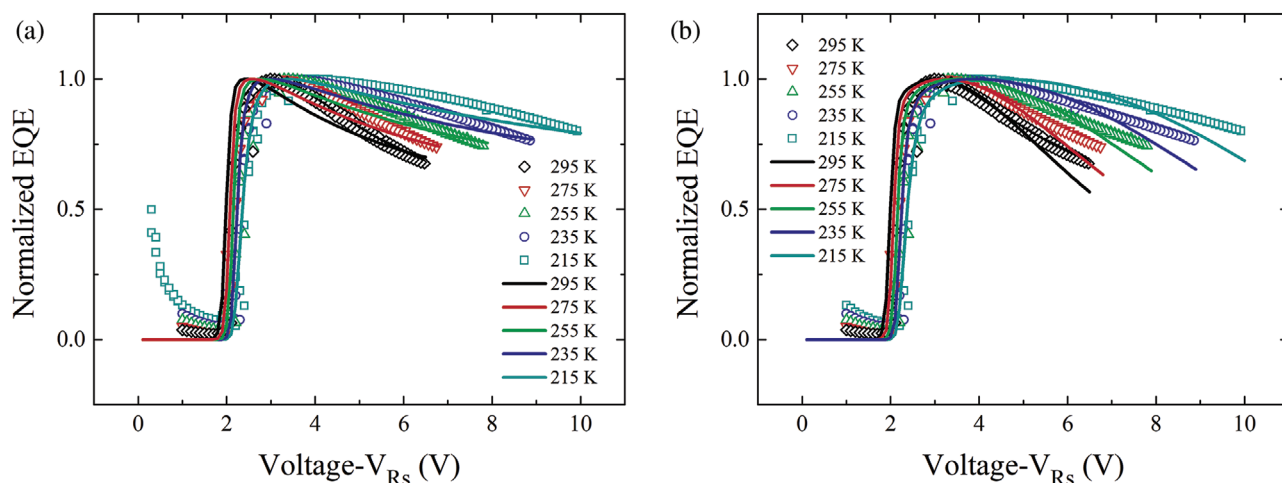 (a)
Normalized EQE
1.0
0.5
0.0
295 K
275 K
255 K
235 K
215 K
295 K
275 K
255 K
235 K
215 K
0 2 4 6 8 10
Voltage-V_Rs (V)
(b)
Normalized EQE
1.0
0.5
0.0
295 K
275 K
255 K
235 K
215 K
295 K
275 K
255 K
235 K
215 K
0 2 4 6 8 10
Voltage-V_Rs (V)